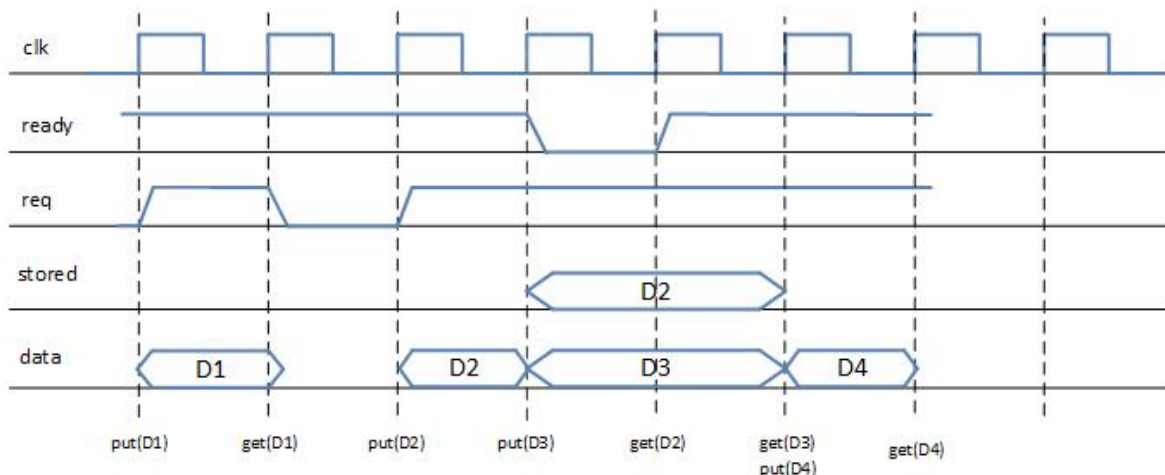 clk
ready
req
stored
D2
data
D1
D2
D3
D4
put(D1)
get(D1)
put(D2)
put(D3)
get(D2)
get(D3)
put(D4)
get(D4)